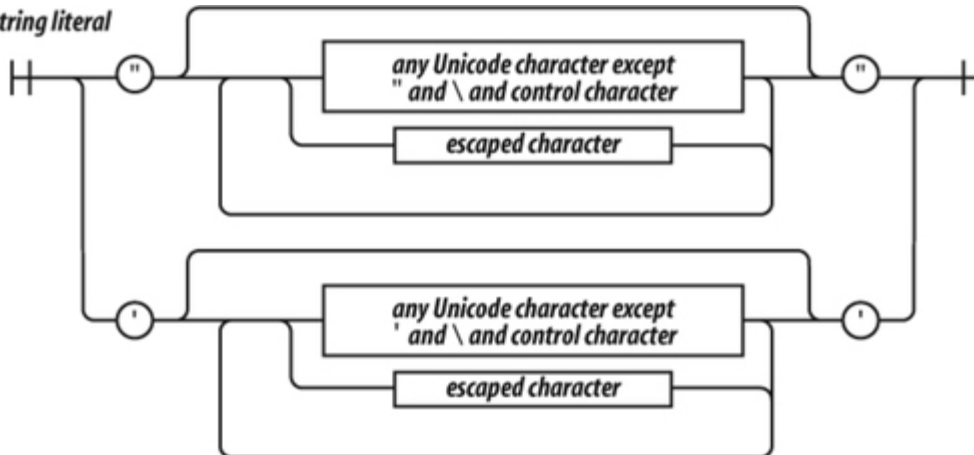 tring literal
"
any Unicode character except
" and \ and control character
"
escaped character
'
any Unicode character except
' and \ and control character
'
escaped character